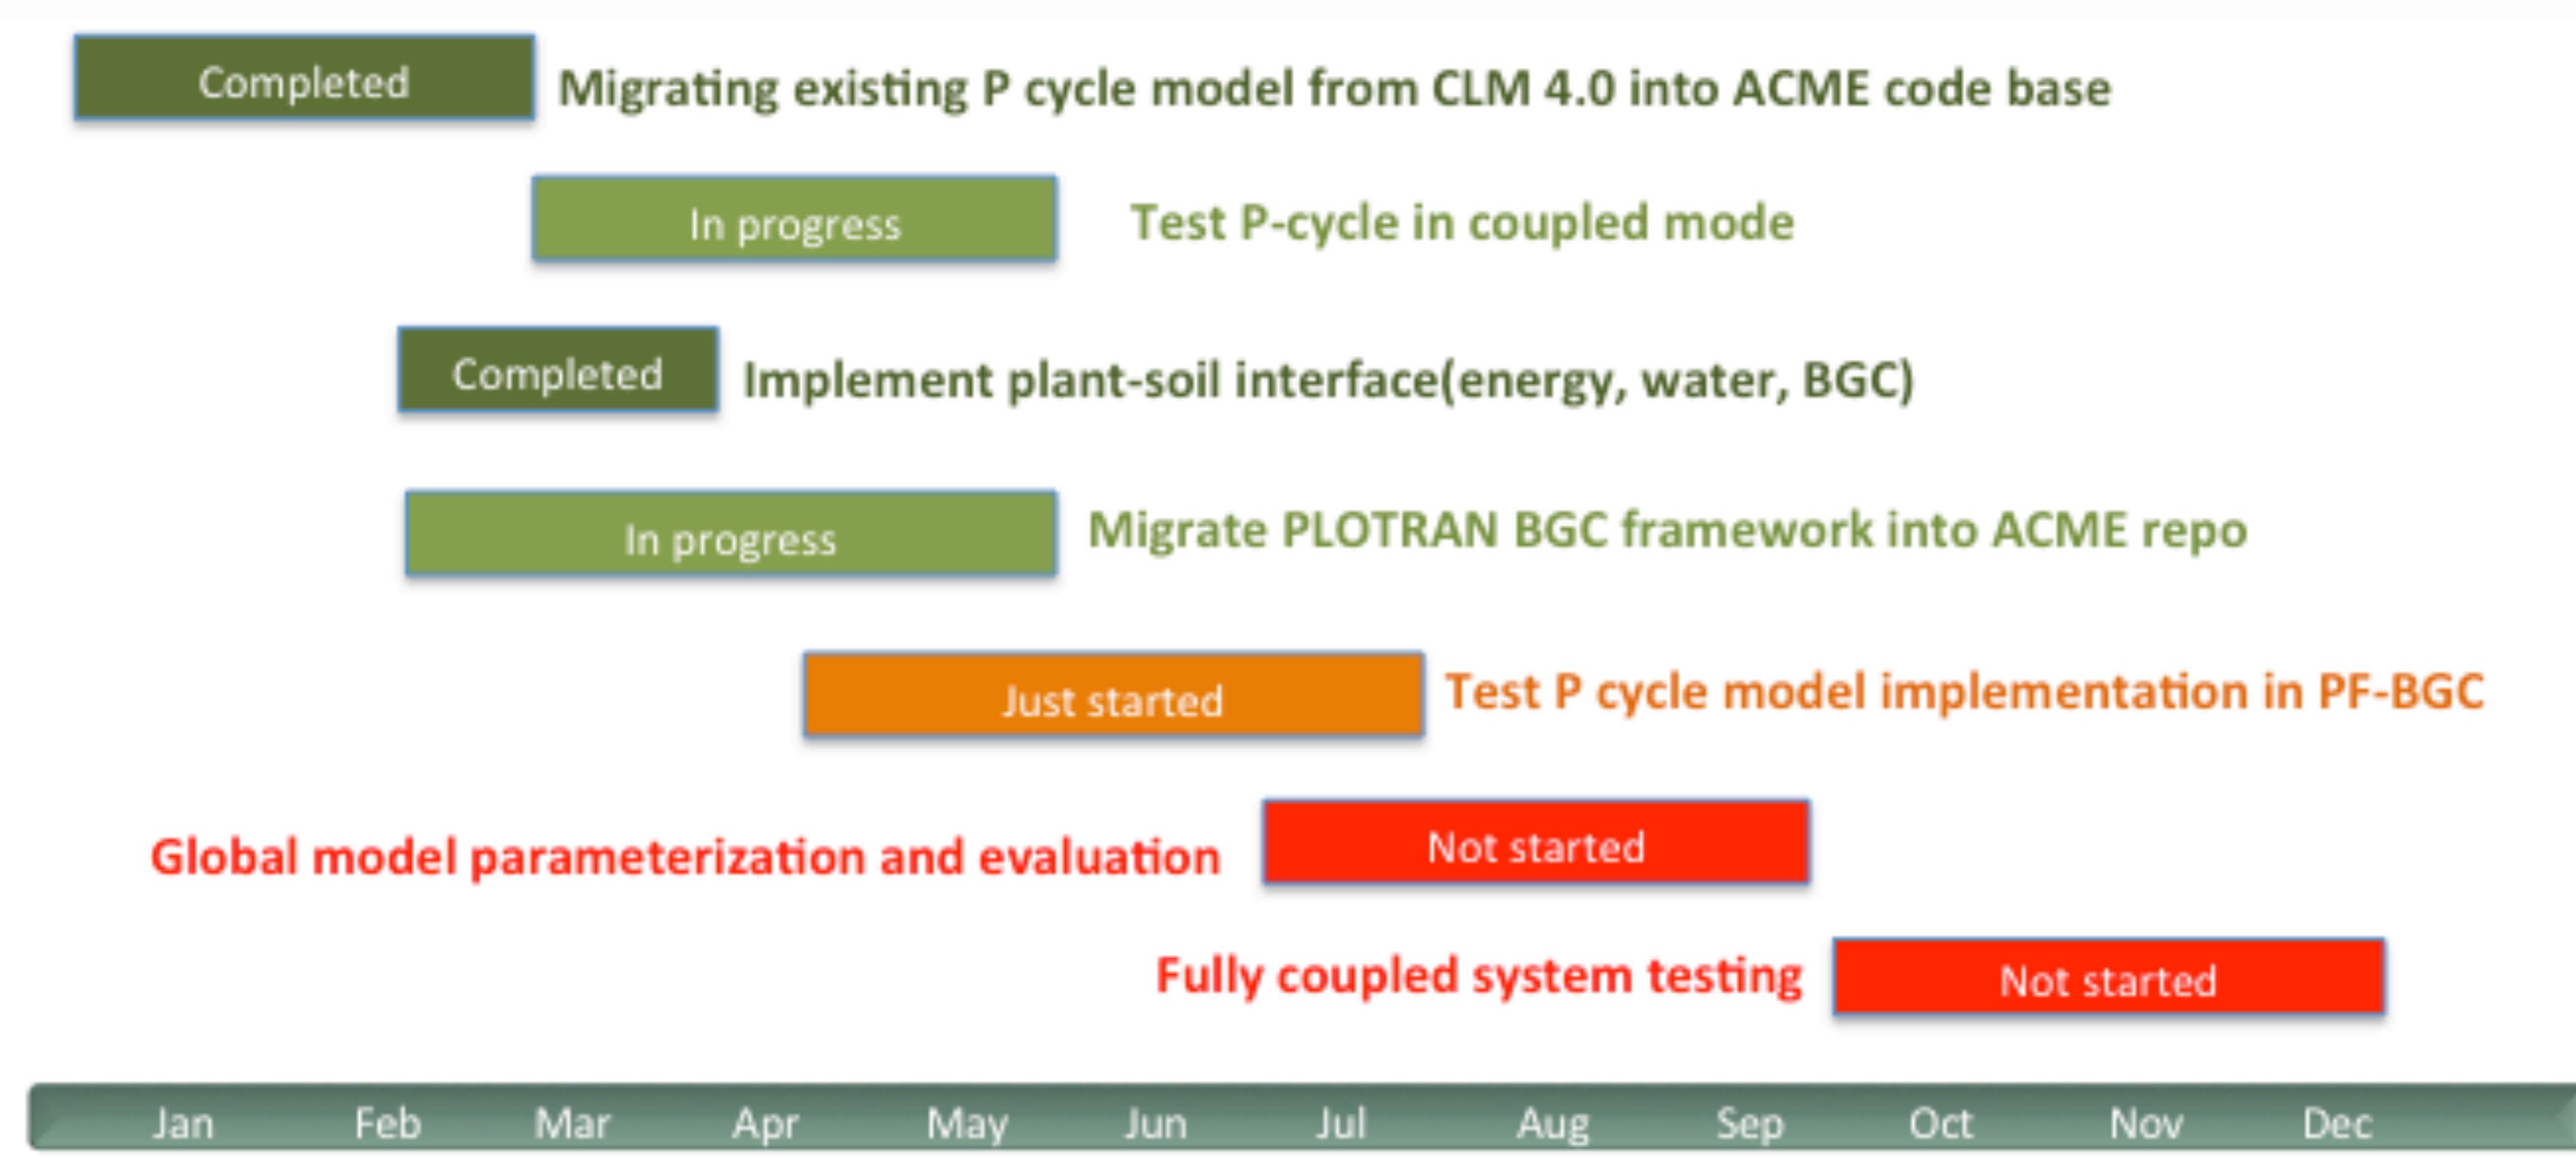 Completed Migrating existing P cycle model from CLM 4.0 into ACME code base
In progress Test P-cycle in coupled mode
Completed Implement plant-soil interface(energy, water, BGC)
In progress Migrate PLOTRAN BGC framework into ACME repo
Just started Test P cycle model implementation in PF-BGC
Global model parameterization and evaluation Not started
Fully coupled system testing Not started
Jan Feb Mar Apr May Jun Jul Aug Sep Oct Nov Dec